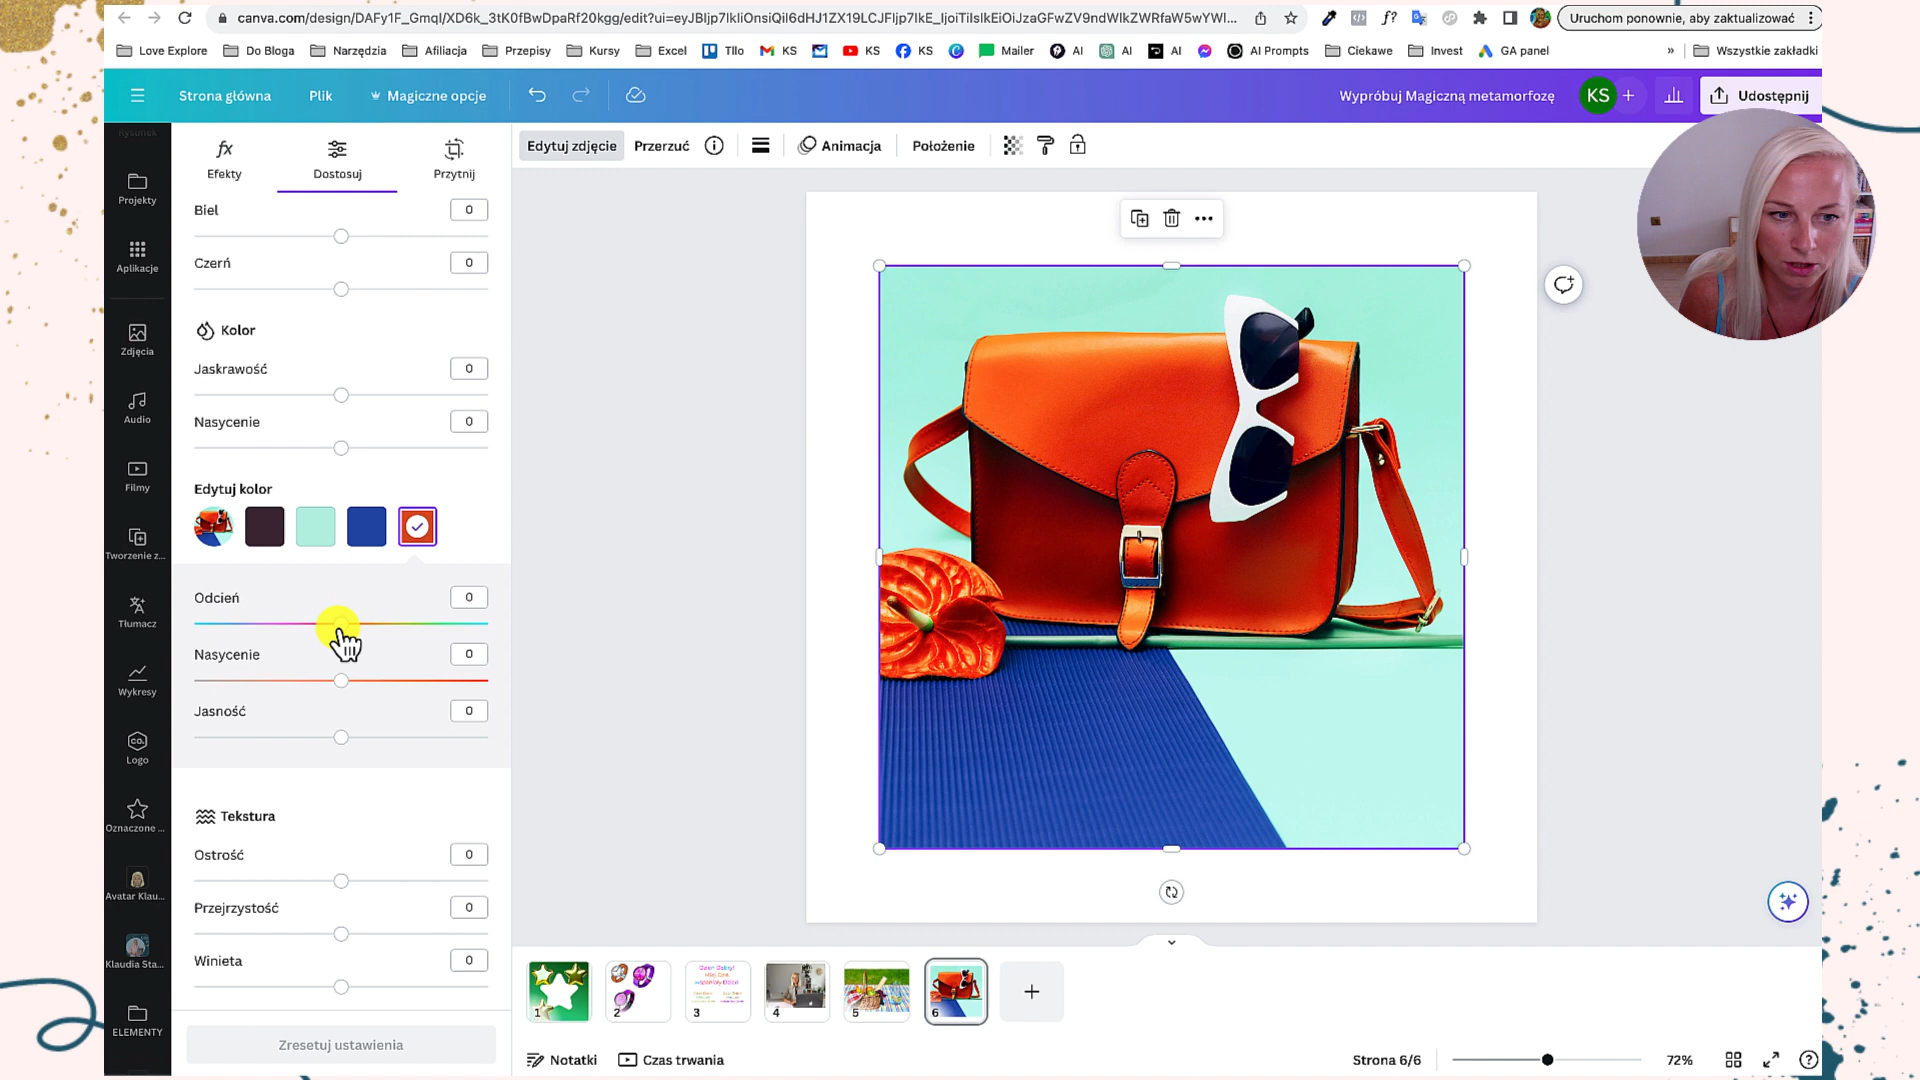 canva.com/design/DAFy1F_GmqI/XD6k_3tK0fBwDpaRf20kgg/edit?ui=
Uruchom ponownie, aby zaktualizować
Love Explore
Do Bloga
Narzędzia
Afiliacja
Przepisy
Kursy
Excel
Tllo
KS
KS
KS
Mailer
AI
AI
AI
AI Prompts
Ciekawe
Invest
GA panel
»
Wszystkie zakładki
Strona główna
Plik
Magiczne opcje
Wypróbuj Magiczną metamorfozę
KS
Udostępnij
Rysunek
Projekty
Aplikacje
Zdjęcia
Audio
Filmy
Tworzenie z...
Tłumacz
Wykresy
CO.
Logo
Oznaczone ...
Avatar Klau...
Klaudia Sta...
ELEMENTY
fx
Efekty
Dostosuj
Przytnij
Edytuj zdjęcie
Przerzuć
Animacja
Położenie
Biel
0
Czerń
0
Kolor
Jaskrawość
0
Nasycenie
0
Edytuj kolor
Odcień
0
Nasycenie
0
Jasność
0
Tekstura
Ostrość
0
Przejrzystość
0
Winieta
0
Zresetuj ustawienia
1
2
3
4
5
6
Notatki
Czas trwania
Strona 6/6
72%